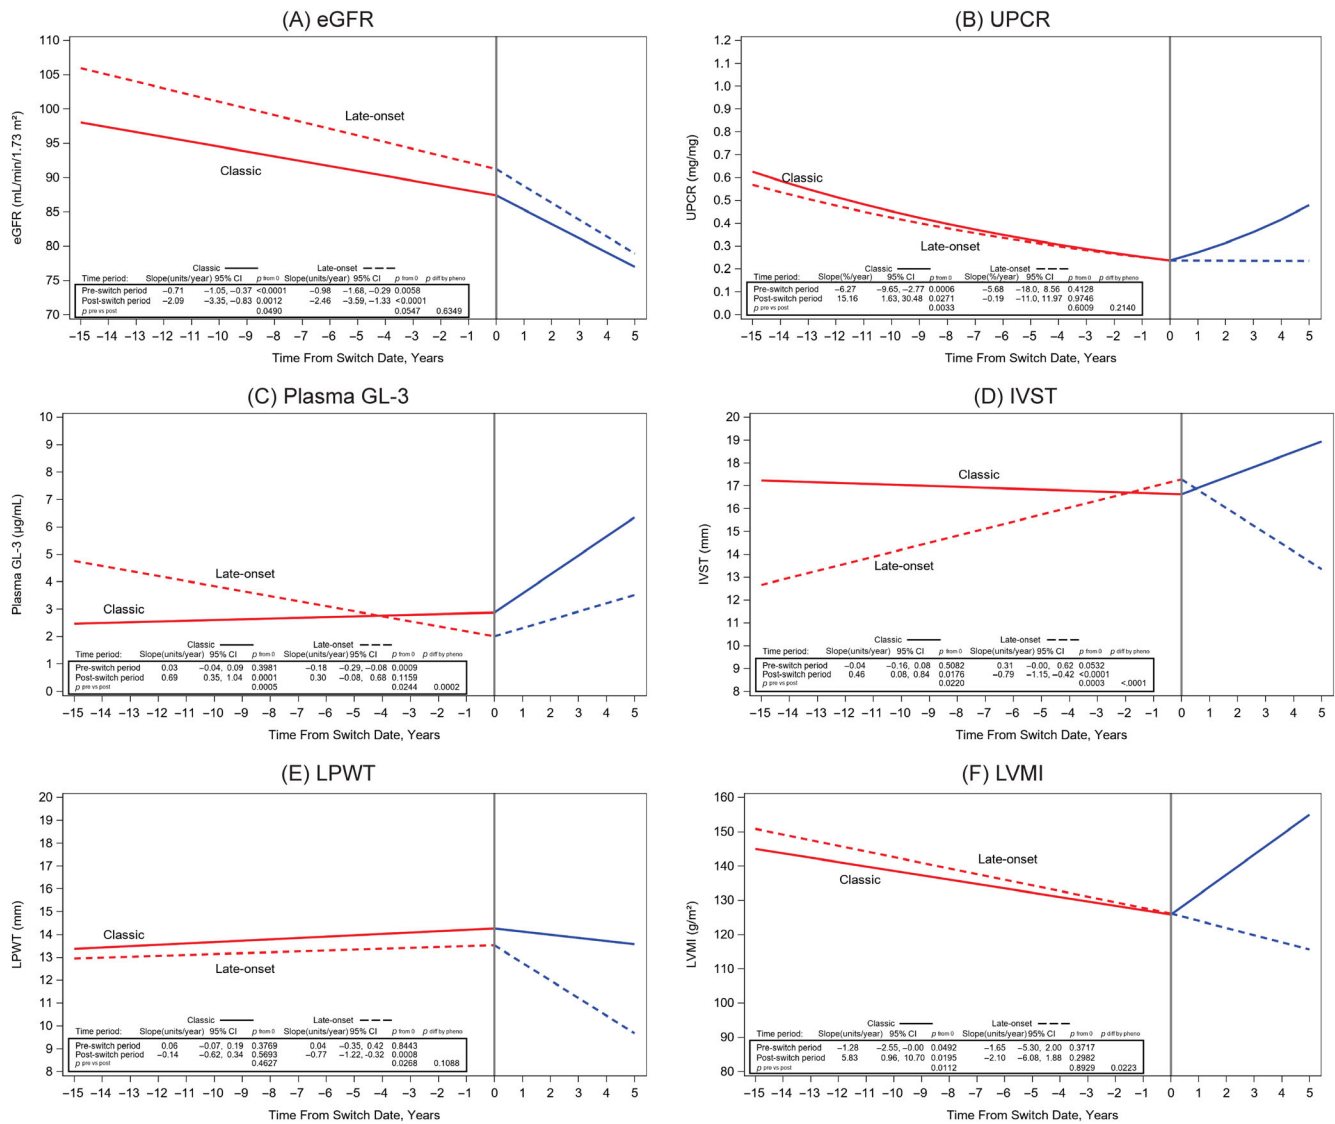 (A) eGFR
110
105
100
95
90
85
80
75
70
eGFR (mL/min/1.73 m²)
Late-onset
Classic
Classic Late-onset
Time period: Slope(units/year) 95% CI p from 0 Slope(units/year) 95% CI p from 0 p diff by pheno
Pre-switch period −0.71 −1.05, −0.37 <0.0001 −0.98 −1.68, −0.29 0.0058
Post-switch period −2.09 −3.35, −0.83 0.0012 −2.46 −3.59, −1.33 <0.0001
p pre vs post 0.0490 0.0547 0.6349
−15 −14 −13 −12 −11 −10 −9 −8 −7 −6 −5 −4 −3 −2 −1 0 1 2 3 4 5
Time From Switch Date, Years
(B) UPCR
1.2
1.1
1.0
0.9
0.8
0.7
0.6
0.5
0.4
0.3
0.2
0.1
0.0
UPCR (mg/mg)
Classic
Late-onset
Classic Late-onset
Time period: Slope(%/year) 95% CI p from 0 Slope(%/year) 95% CI p from 0 p diff by pheno
Pre-switch period −6.27 −9.65, −2.77 0.0006 −5.68 −18.0, 8.56 0.4128
Post-switch period 15.16 1.63, 30.48 0.0271 −0.19 −11.0, 11.97 0.9746
p pre vs post 0.0033 0.6009 0.2140
−15 −14 −13 −12 −11 −10 −9 −8 −7 −6 −5 −4 −3 −2 −1 0 1 2 3 4 5
Time From Switch Date, Years
(C) Plasma GL-3
10
9
8
7
6
5
4
3
2
1
0
Plasma GL-3 (µg/mL)
Late-onset
Classic
Classic Late-onset
Time period: Slope(units/year) 95% CI p from 0 Slope(units/year) 95% CI p from 0 p diff by pheno
Pre-switch period 0.03 −0.04, 0.09 0.3981 −0.18 −0.29, −0.08 0.0009
Post-switch period 0.69 0.35, 1.04 0.0001 0.30 −0.08, 0.68 0.1159
p pre vs post 0.0005 0.0244 0.0002
−15 −14 −13 −12 −11 −10 −9 −8 −7 −6 −5 −4 −3 −2 −1 0 1 2 3 4 5
Time From Switch Date, Years
(D) IVST
20
19
18
17
16
15
14
13
12
11
10
9
8
IVST (mm)
Classic
Late-onset
Classic Late-onset
Time period: Slope(units/year) 95% CI p from 0 Slope(units/year) 95% CI p from 0 p diff by pheno
Pre-switch period −0.04 −0.16, 0.08 0.5082 0.31 −0.00, 0.62 0.0532
Post-switch period 0.46 0.08, 0.84 0.0176 −0.79 −1.15, −0.42 <0.0001
p pre vs post 0.0220 0.0003 <.0001
−15 −14 −13 −12 −11 −10 −9 −8 −7 −6 −5 −4 −3 −2 −1 0 1 2 3 4 5
Time From Switch Date, Years
(E) LPWT
20
19
18
17
16
15
14
13
12
11
10
9
8
LPWT (mm)
Classic
Late-onset
Classic Late-onset
Time period: Slope(units/year) 95% CI p from 0 Slope(units/year) 95% CI p from 0 p diff by pheno
Pre-switch period 0.06 −0.07, 0.19 0.3769 0.04 −0.35, 0.42 0.8443
Post-switch period −0.14 −0.62, 0.34 0.5693 −0.77 −1.22, −0.32 0.0008
p pre vs post 0.4627 0.0268 0.1088
−15 −14 −13 −12 −11 −10 −9 −8 −7 −6 −5 −4 −3 −2 −1 0 1 2 3 4 5
Time From Switch Date, Years
(F) LVMI
160
150
140
130
120
110
100
90
80
LVMI (g/m²)
Late-onset
Classic
Classic Late-onset
Time period: Slope(units/year) 95% CI p from 0 Slope(units/year) 95% CI p from 0 p diff by pheno
Pre-switch period −1.28 −2.55, −0.00 0.0492 −1.65 −5.30, 2.00 0.3717
Post-switch period 5.83 0.96, 10.70 0.0195 −2.10 −6.08, 1.88 0.2982
p pre vs post 0.0112 0.8929 0.0223
−15 −14 −13 −12 −11 −10 −9 −8 −7 −6 −5 −4 −3 −2 −1 0 1 2 3 4 5
Time From Switch Date, Years